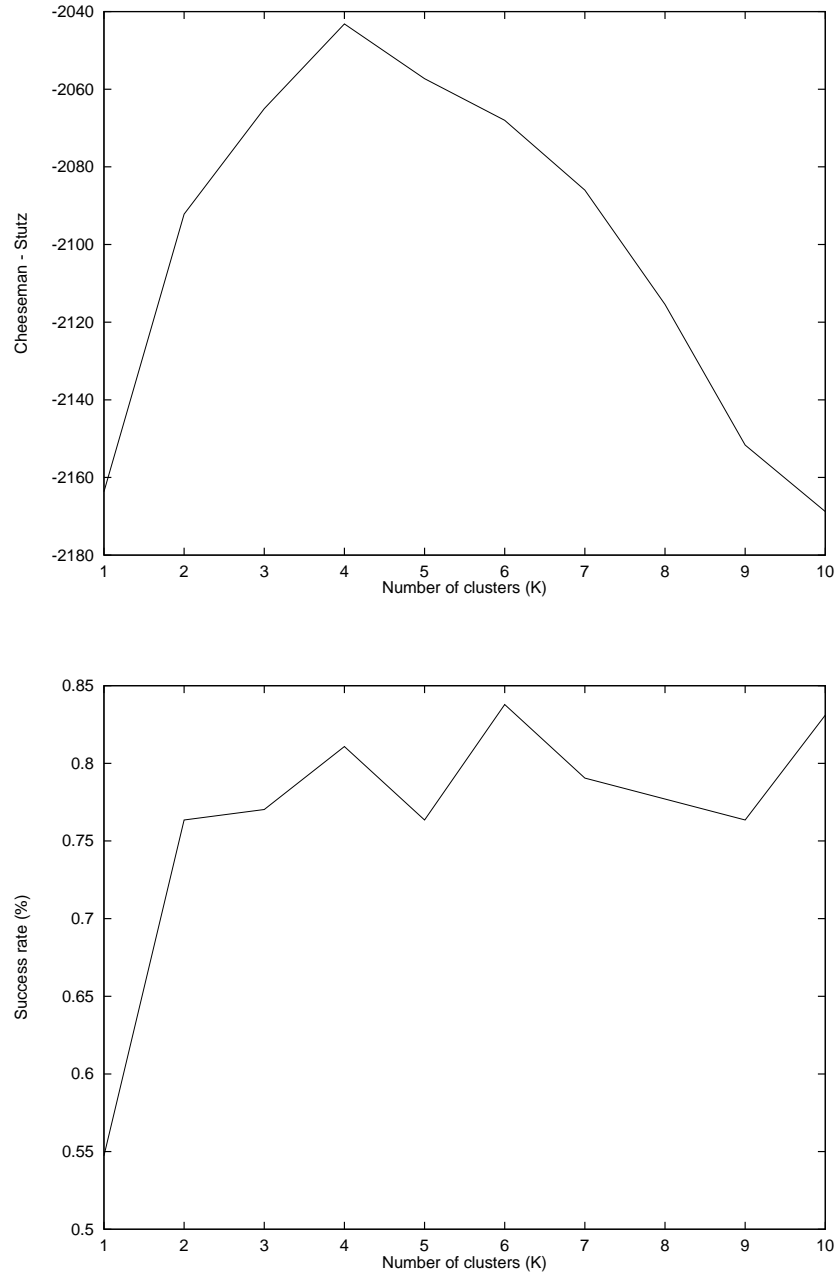 -2040
-2060
-2080
-2100
-2120
-2140
-2160
-2180
Cheeseman - Stutz
1 2 3 4 5 6 7 8 9 10
Number of clusters (K)
0.85
0.8
0.75
0.7
0.65
0.6
0.55
0.5
Success rate (%)
1 2 3 4 5 6 7 8 9 10
Number of clusters (K)